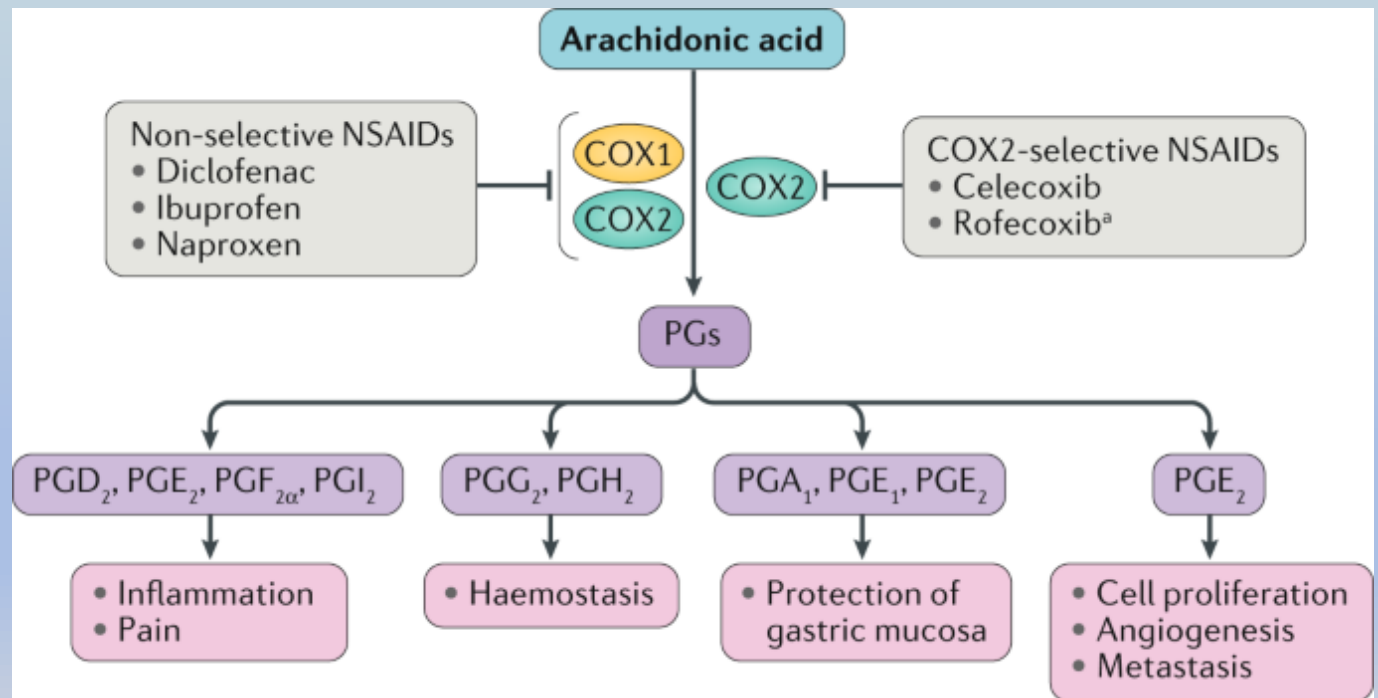 Arachidonic acid
Non-selective NSAIDs
• Diclofenac
• Ibuprofen
• Naproxen
COX1
COX2
COX2
COX2-selective NSAIDs
• Celecoxib
• Rofecoxibᵃ
PGs
PGD₂, PGE₂, PGF₂α, PGI₂
PGG₂, PGH₂
PGA₁, PGE₁, PGE₂
PGE₂
• Inflammation
• Pain
• Haemostasis
• Protection of
gastric mucosa
• Cell proliferation
• Angiogenesis
• Metastasis